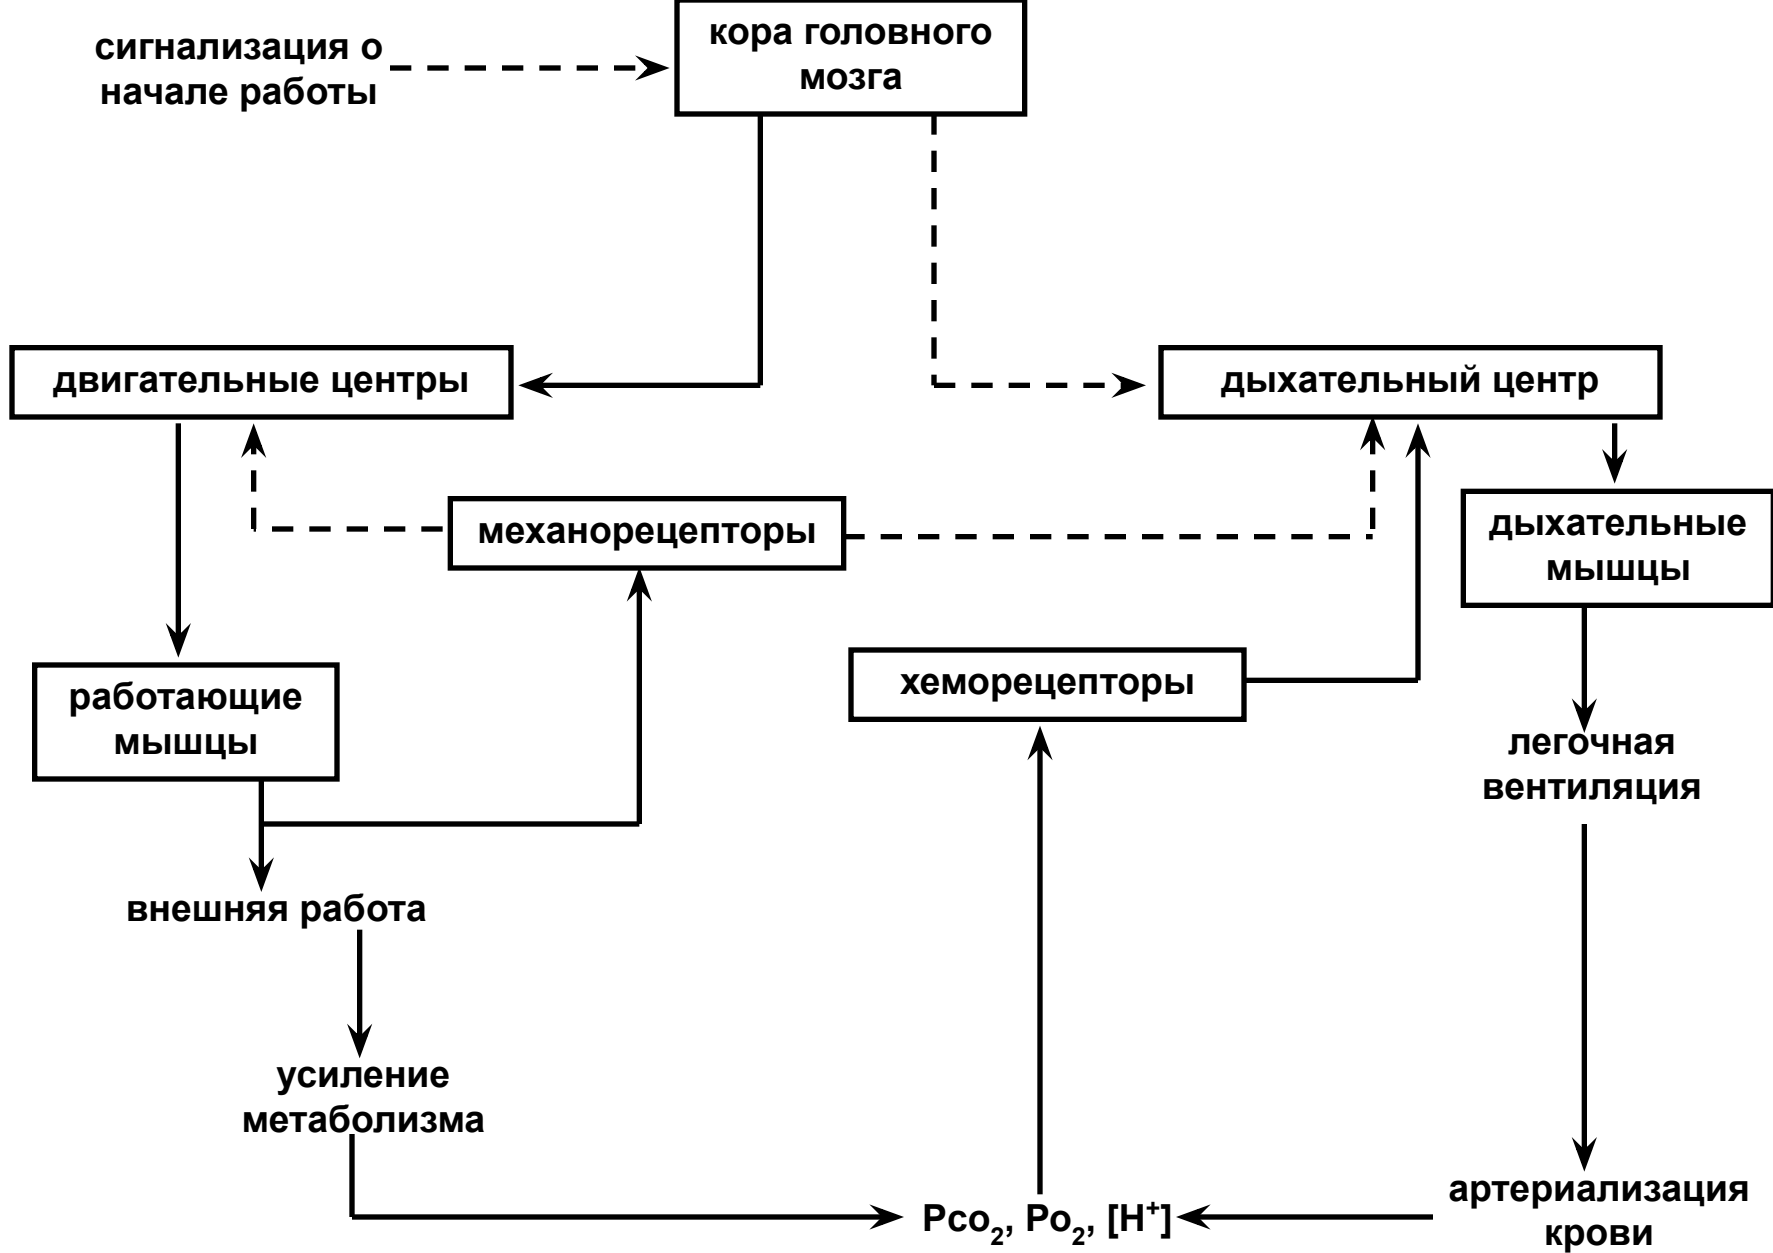 сигнализация о
начале работы
кора головного
мозга
двигательные центры
дыхательный центр
механорецепторы
дыхательные
мышцы
работающие
мышцы
хеморецепторы
легочная
вентиляция
внешняя работа
усиление
метаболизма
Pco₂, Po₂, [H⁺]
артериализация
крови